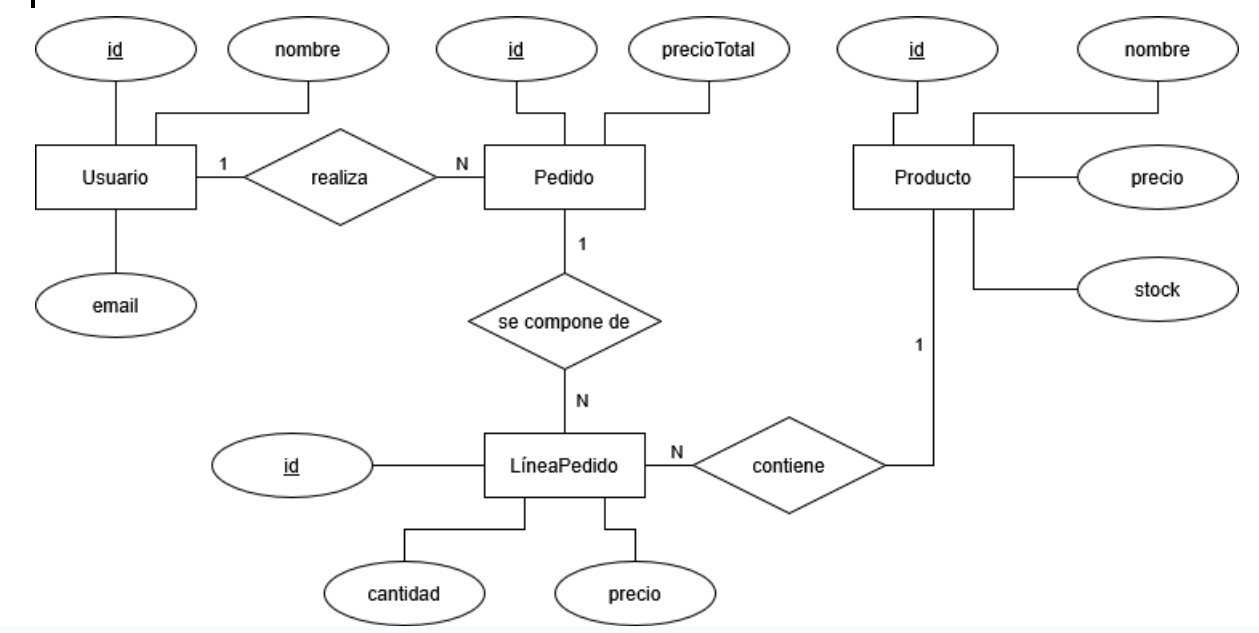 id
nombre
id
precioTotal
id
nombre
Usuario
1
realiza
N
Pedido
Producto
precio
1
email
se compone de
stock
1
N
id
LíneaPedido
N
contiene
cantidad
precio